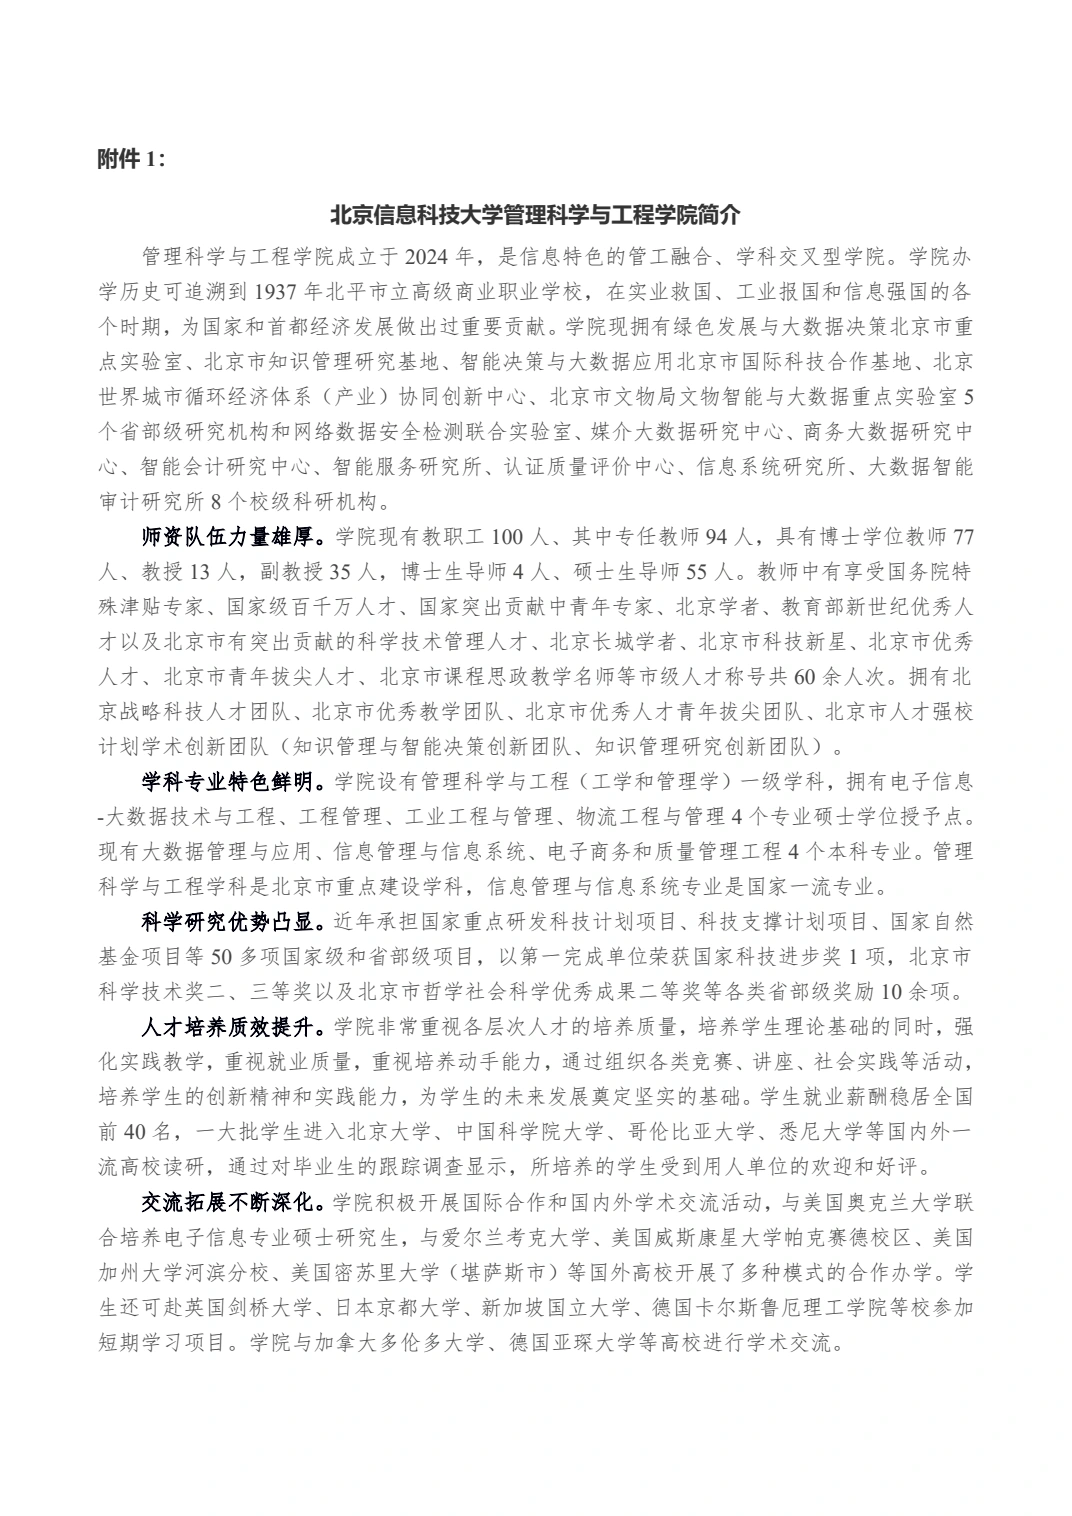 附件 1：
北京信息科技大学管理科学与工程学院简介
管理科学与工程学院成立于 2024 年，是信息特色的管工融合、学科交叉型学院。学院办
学历史可追溯到 1937 年北平市立高级商业职业学校，在实业救国、工业报国和信息强国的各
个时期，为国家和首都经济发展做出过重要贡献。学院现拥有绿色发展与大数据决策北京市重
点实验室、北京市知识管理研究基地、智能决策与大数据应用北京市国际科技合作基地、北京
世界城市循环经济体系（产业）协同创新中心、北京市文物局文物智能与大数据重点实验室 5
个省部级研究机构和网络数据安全检测联合实验室、媒介大数据研究中心、商务大数据研究中
心、智能会计研究中心、智能服务研究所、认证质量评价中心、信息系统研究所、大数据智能
审计研究所 8 个校级科研机构。
师资队伍力量雄厚。学院现有教职工 100 人、其中专任教师 94 人，具有博士学位教师 77
人、教授 13 人，副教授 35 人，博士生导师 4 人、硕士生导师 55 人。教师中有享受国务院特
殊津贴专家、国家级百千万人才、国家突出贡献中青年专家、北京学者、教育部新世纪优秀人
才以及北京市有突出贡献的科学技术管理人才、北京长城学者、北京市科技新星、北京市优秀
人才、北京市青年拔尖人才、北京市课程思政教学名师等市级人才称号共 60 余人次。拥有北
京战略科技人才团队、北京市优秀教学团队、北京市优秀人才青年拔尖团队、北京市人才强校
计划学术创新团队（知识管理与智能决策创新团队、知识管理研究创新团队）。
学科专业特色鲜明。学院设有管理科学与工程（工学和管理学）一级学科，拥有电子信息
-大数据技术与工程、工程管理、工业工程与管理、物流工程与管理 4 个专业硕士学位授予点。
现有大数据管理与应用、信息管理与信息系统、电子商务和质量管理工程 4 个本科专业。管理
科学与工程学科是北京市重点建设学科，信息管理与信息系统专业是国家一流专业。
科学研究优势凸显。近年承担国家重点研发科技计划项目、科技支撑计划项目、国家自然
基金项目等 50 多项国家级和省部级项目，以第一完成单位荣获国家科技进步奖 1 项，北京市
科学技术奖二、三等奖以及北京市哲学社会科学优秀成果二等奖等各类省部级奖励 10 余项。
人才培养质效提升。学院非常重视各层次人才的培养质量，培养学生理论基础的同时，强
化实践教学，重视就业质量，重视培养动手能力，通过组织各类竞赛、讲座、社会实践等活动，
培养学生的创新精神和实践能力，为学生的未来发展奠定坚实的基础。学生就业薪酬稳居全国
前 40 名，一大批学生进入北京大学、中国科学院大学、哥伦比亚大学、悉尼大学等国内外一
流高校读研，通过对毕业生的跟踪调查显示，所培养的学生受到用人单位的欢迎和好评。
交流拓展不断深化。学院积极开展国际合作和国内外学术交流活动，与美国奥克兰大学联
合培养电子信息专业硕士研究生，与爱尔兰考克大学、美国威斯康星大学帕克赛德校区、美国
加州大学河滨分校、美国密苏里大学（堪萨斯市）等国外高校开展了多种模式的合作办学。学
生还可赴英国剑桥大学、日本京都大学、新加坡国立大学、德国卡尔斯鲁厄理工学院等校参加
短期学习项目。学院与加拿大多伦多大学、德国亚琛大学等高校进行学术交流。